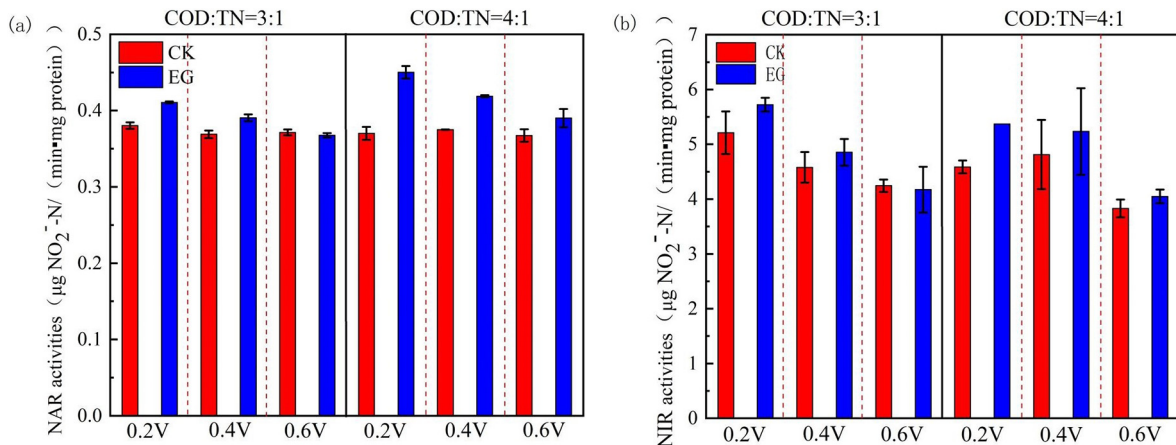 (a)
COD:TN=3:1
COD:TN=4:1
NAR activities（μg NO₂⁻-N/（min▪mg protein））
0.5
0.4
0.3
0.2
0.1
0.0
CK
EG
0.2V
0.4V
0.6V
0.2V
0.4V
0.6V
(b)
COD:TN=3:1
COD:TN=4:1
NIR activities（μg NO₂⁻-N/（min▪mg protein）
7
6
5
4
3
2
1
0
CK
EG
0.2V
0.4V
0.6V
0.2V
0.4V
0.6V